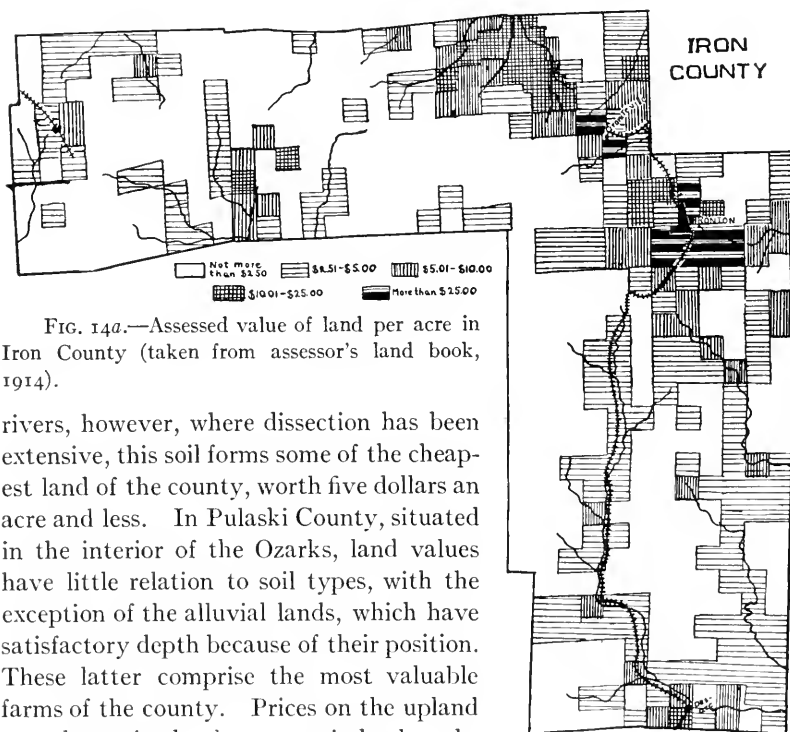 IRON
COUNTY
IRONTON
Not more
than $2.50
$2.51-$5.00
$5.01-$10.00
$10.01-$25.00
More than $25.00
FIG. 14a.—Assessed value of land per acre in
Iron County (taken from assessor's land book,
1914).
rivers, however, where dissection has been
extensive, this soil forms some of the cheap-
est land of the county, worth five dollars an
acre and less. In Pulaski County, situated
in the interior of the Ozarks, land values
have little relation to soil types, with the
exception of the alluvial lands, which have
satisfactory depth because of their position.
These latter comprise the most valuable
farms of the county. Prices on the upland